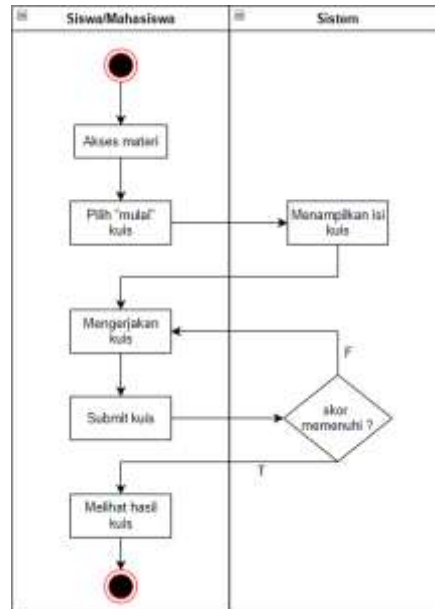 Siswa/Mahasiswa
Sistem
Akses materi
Pilih "mulai"
kuis
Menampilkan isi
kuis
Mengerjakan
kuis
F
Submit kuis
skor
memenuhi ?
T
Melihat hasil
kuis